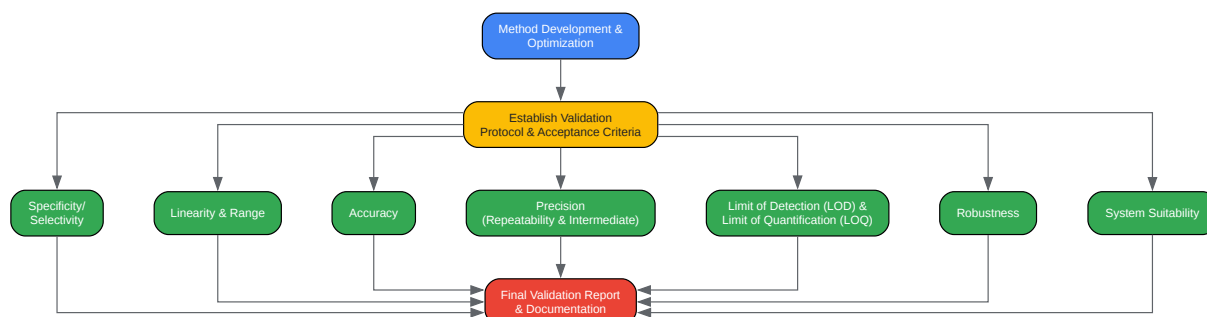 Method Development &
Optimization
Establish Validation
Protocol & Acceptance Criteria
Specificity/
Selectivity
Linearity & Range
Accuracy
Precision
(Repeatability & Intermediate)
Limit of Detection (LOD) &
Limit of Quantification (LOQ)
Robustness
System Suitability
Final Validation Report
& Documentation